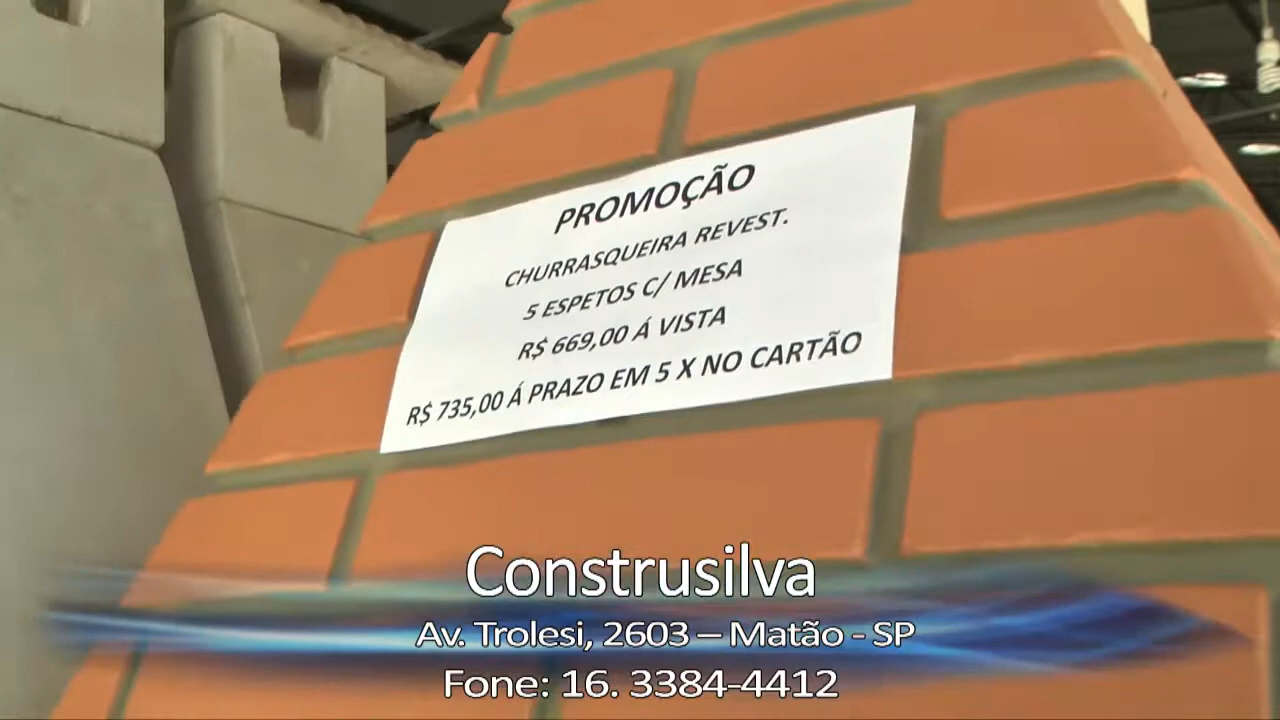 PROMOÇÃO
CHURRASQUEIRA REVEST.
5 ESPETOS C/ MESA
R$ 669,00 Á VISTA
R$ 735,00 Á PRAZO EM 5 X NO CARTÃO
Construsilva
Av. Trolesi, 2603 – Matão - SP
Fone: 16. 3384-4412